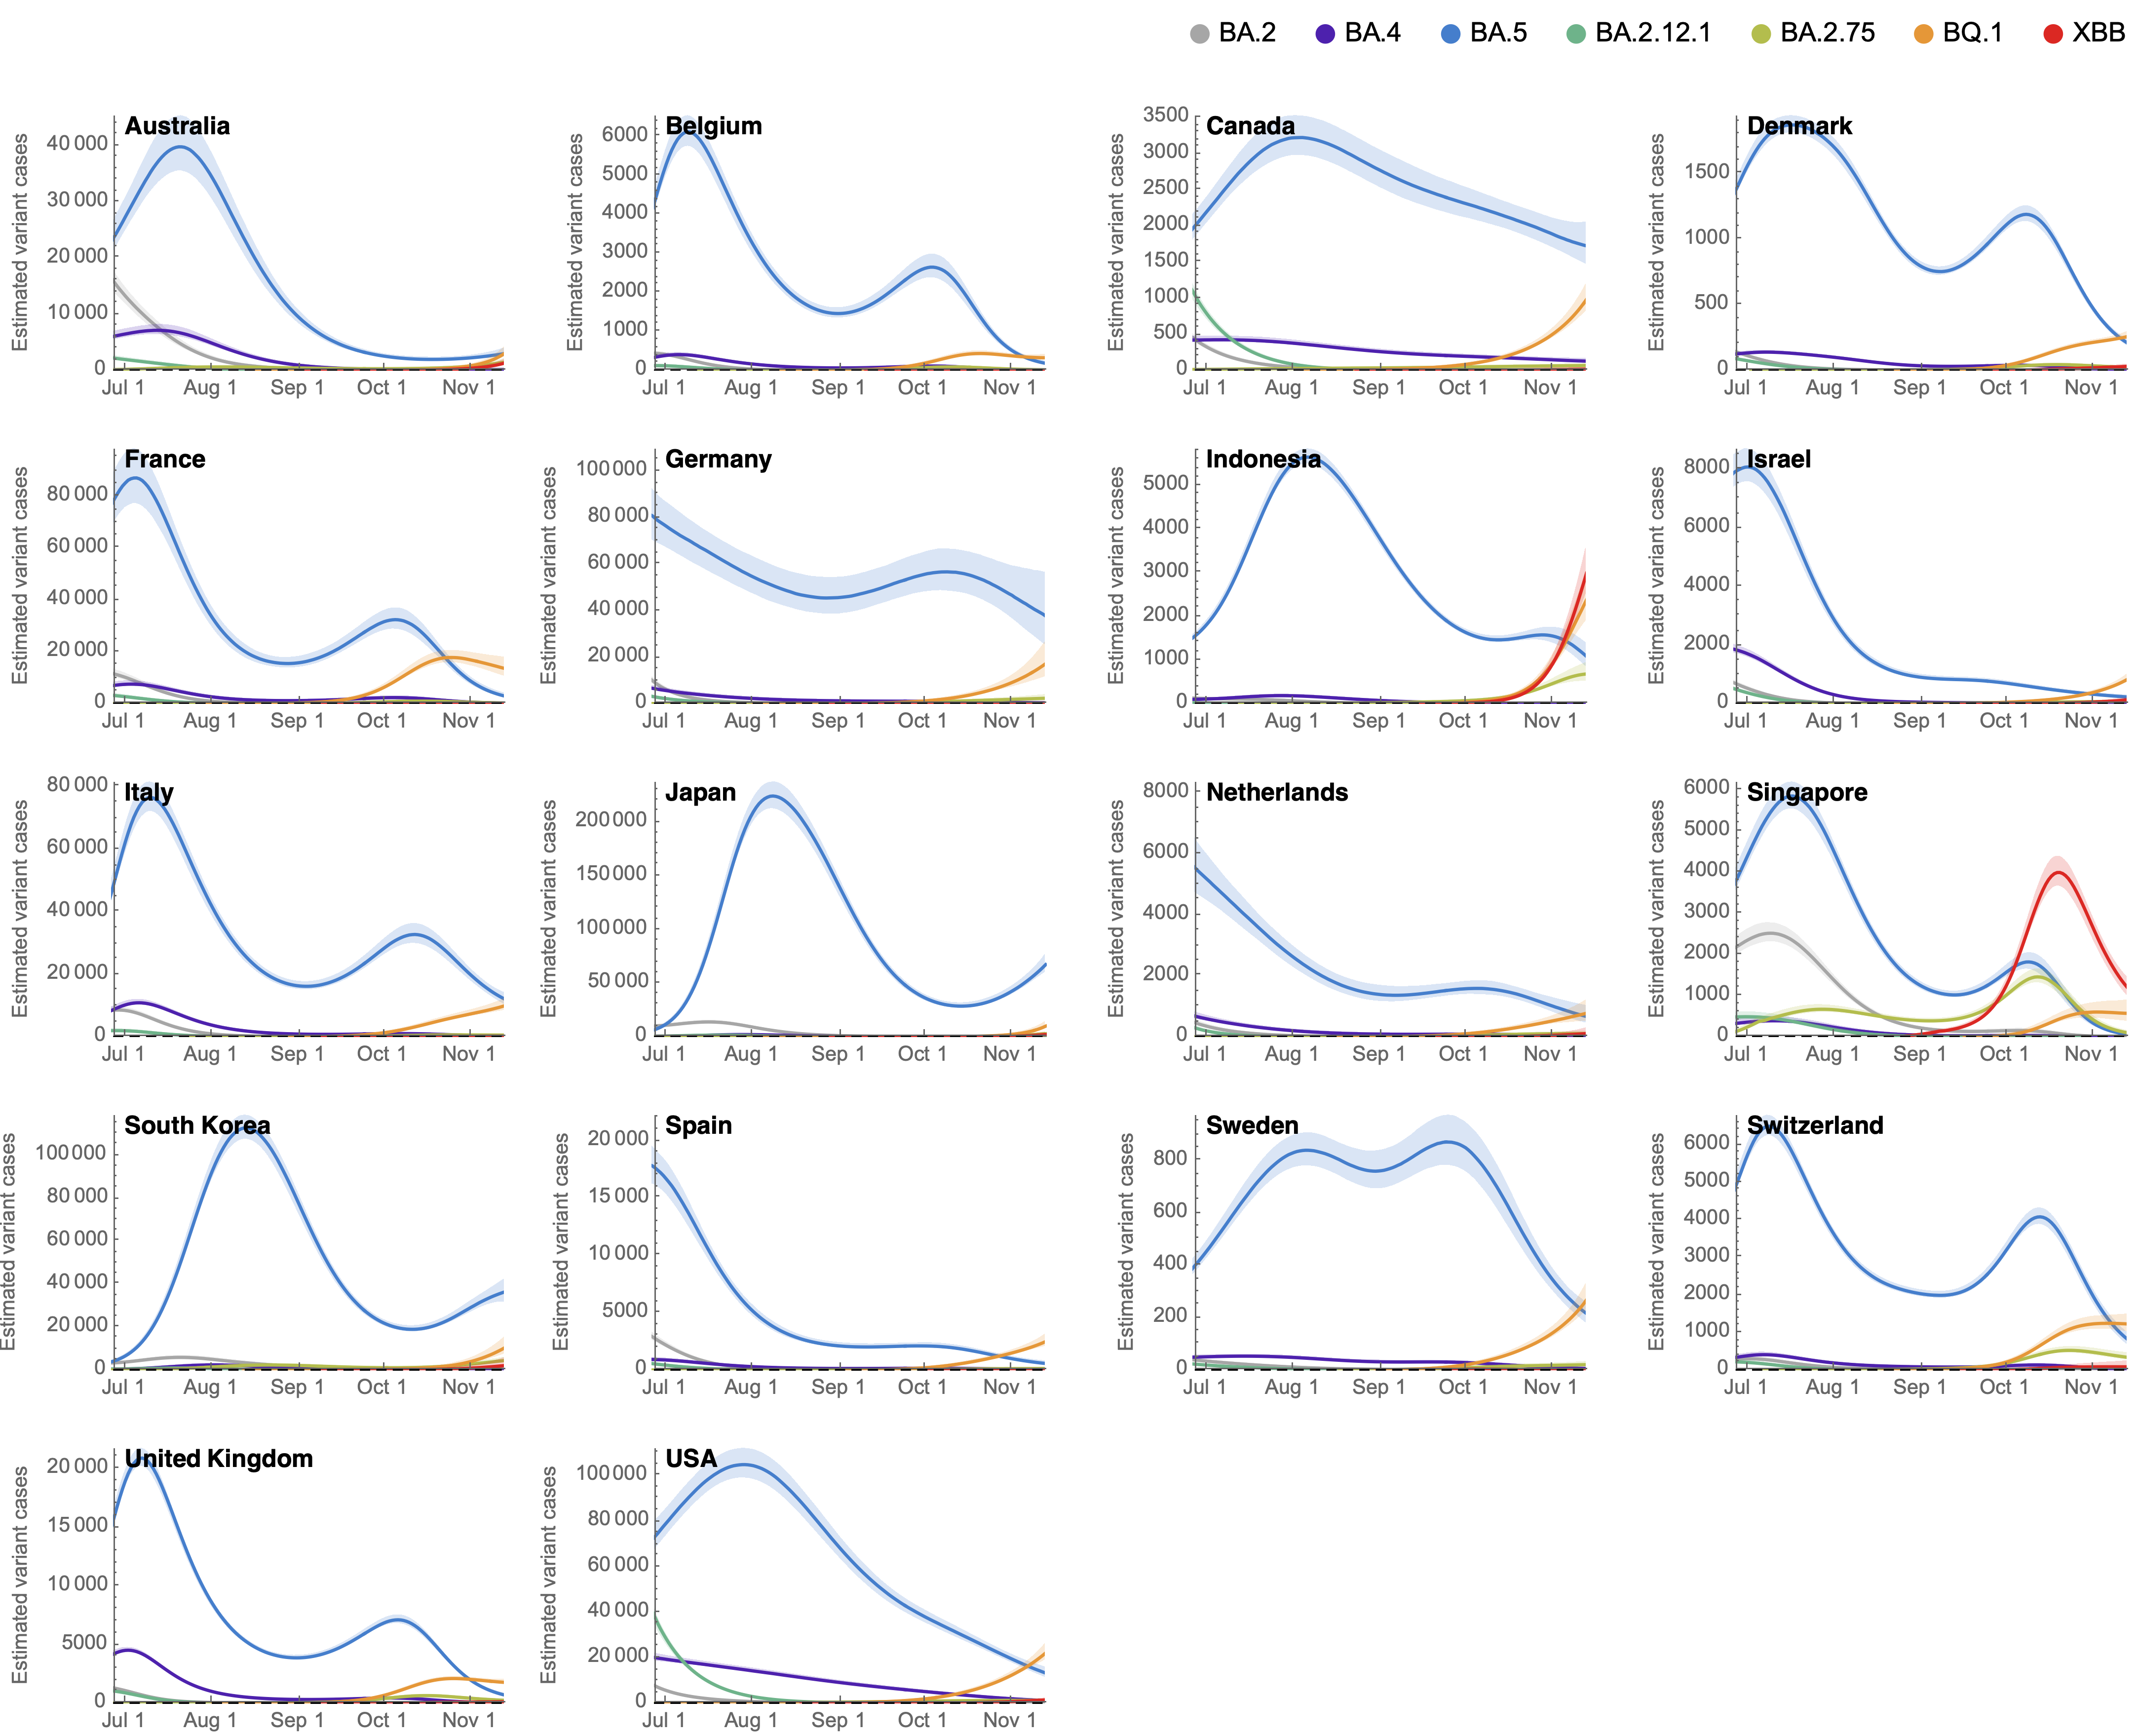 BA.2 BA.4 BA.5 BA.2.12.1 BA.2.75 BQ.1 XBB
Australia
Estimated variant cases
40 000
30 000
20 000
10 000
0
Jul 1 Aug 1 Sep 1 Oct 1 Nov 1
Belgium
Estimated variant cases
6000
5000
4000
3000
2000
1000
0
Jul 1 Aug 1 Sep 1 Oct 1 Nov 1
Canada
Estimated variant cases
3500
3000
2500
2000
1500
1000
500
0
Jul 1 Aug 1 Sep 1 Oct 1 Nov 1
Denmark
Estimated variant cases
1500
1000
500
0
Jul 1 Aug 1 Sep 1 Oct 1 Nov 1
France
Estimated variant cases
80 000
60 000
40 000
20 000
0
Jul 1 Aug 1 Sep 1 Oct 1 Nov 1
Germany
Estimated variant cases
100 000
80 000
60 000
40 000
20 000
0
Jul 1 Aug 1 Sep 1 Oct 1 Nov 1
Indonesia
Estimated variant cases
5000
4000
3000
2000
1000
0
Jul 1 Aug 1 Sep 1 Oct 1 Nov 1
Israel
Estimated variant cases
8000
6000
4000
2000
0
Jul 1 Aug 1 Sep 1 Oct 1 Nov 1
Italy
Estimated variant cases
80 000
60 000
40 000
20 000
0
Jul 1 Aug 1 Sep 1 Oct 1 Nov 1
Japan
Estimated variant cases
200 000
150 000
100 000
50 000
0
Jul 1 Aug 1 Sep 1 Oct 1 Nov 1
Netherlands
Estimated variant cases
8000
6000
4000
2000
0
Jul 1 Aug 1 Sep 1 Oct 1 Nov 1
Singapore
Estimated variant cases
6000
5000
4000
3000
2000
1000
0
Jul 1 Aug 1 Sep 1 Oct 1 Nov 1
South Korea
Estimated variant cases
100 000
80 000
60 000
40 000
20 000
0
Jul 1 Aug 1 Sep 1 Oct 1 Nov 1
Spain
Estimated variant cases
20 000
15 000
10 000
5000
0
Jul 1 Aug 1 Sep 1 Oct 1 Nov 1
Sweden
Estimated variant cases
800
600
400
200
0
Jul 1 Aug 1 Sep 1 Oct 1 Nov 1
Switzerland
Estimated variant cases
6000
5000
4000
3000
2000
1000
0
Jul 1 Aug 1 Sep 1 Oct 1 Nov 1
United Kingdom
Estimated variant cases
20 000
15 000
10 000
5000
0
Jul 1 Aug 1 Sep 1 Oct 1 Nov 1
USA
Estimated variant cases
100 000
80 000
60 000
40 000
20 000
0
Jul 1 Aug 1 Sep 1 Oct 1 Nov 1